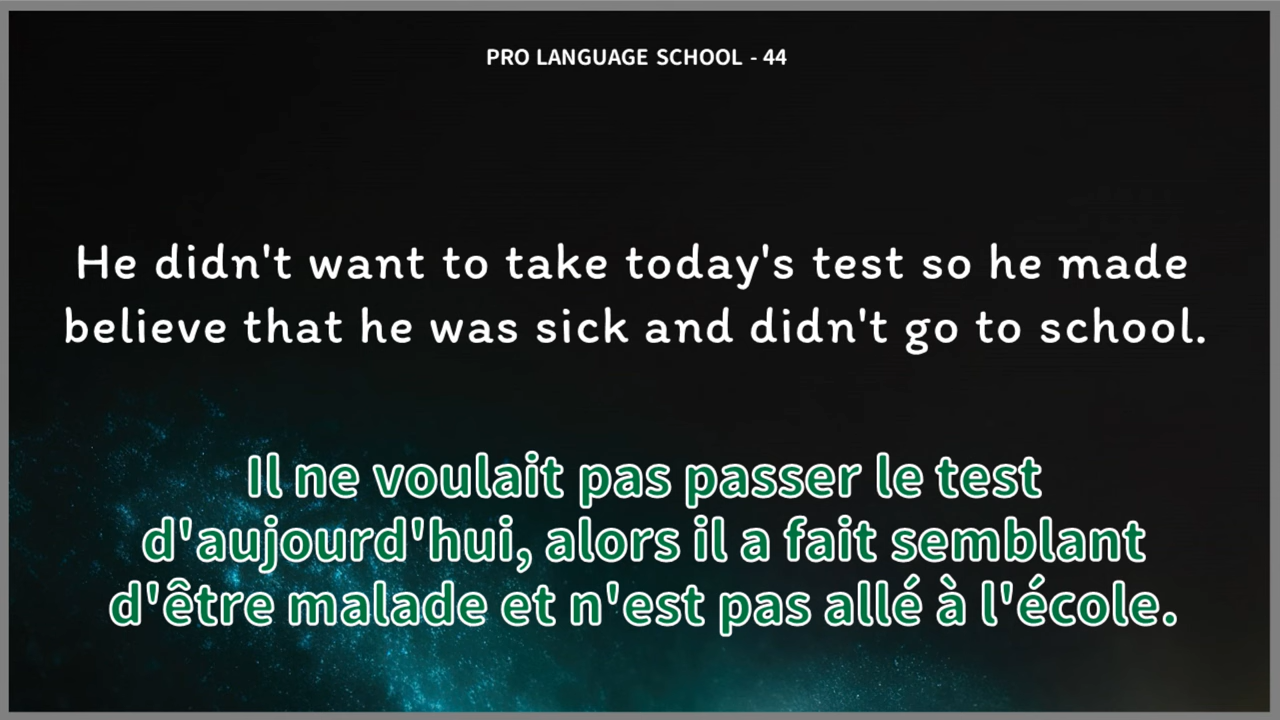 PRO LANGUAGE SCHOOL - 44
He didn't want to take today's test so he made
believe that he was sick and didn't go to school.
Il ne voulait pas passer le test
d'aujourd'hui, alors il a fait semblant
d'être malade et n'est pas allé à l'école.